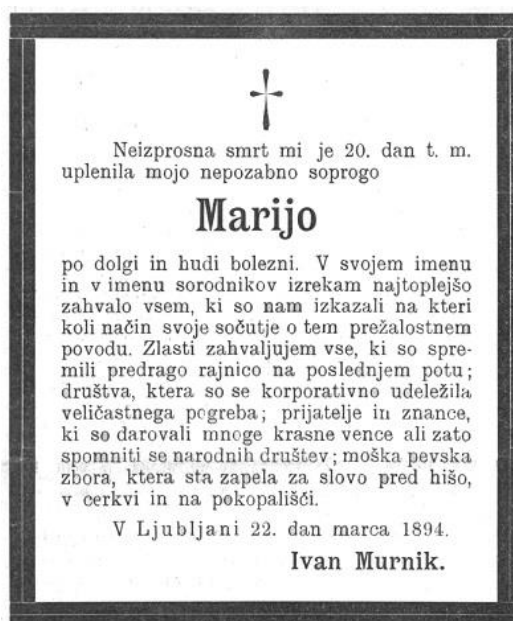 Neizprosna smrt mi je 20. dan t. m.
uplenila mojo nepozabno soprogo
Marijo
po dolgi in hudi bolezni. V svojem imenu
in v imenu sorodnikov izrekam najtoplejšo
zahvalo vsem, ki so nam izkazali na kteri
koli način svoje sočutje o tem prežalostnem
povodu. Zlasti zahvaljujem vse, ki so spre-
mili predrago rajnico na poslednjem potu;
društva, ktera so se korporativno udeležila
veličastnega pogreba; prijatelje in znance,
ki so darovali mnoge krasne vence ali zato
spomniti se narodnih društev; moška pevska
zbora, ktera sta zapela za slovo pred hišo,
v cerkvi in na pokopališči.
V Ljubljani 22. dan marca 1894.
Ivan Murnik.